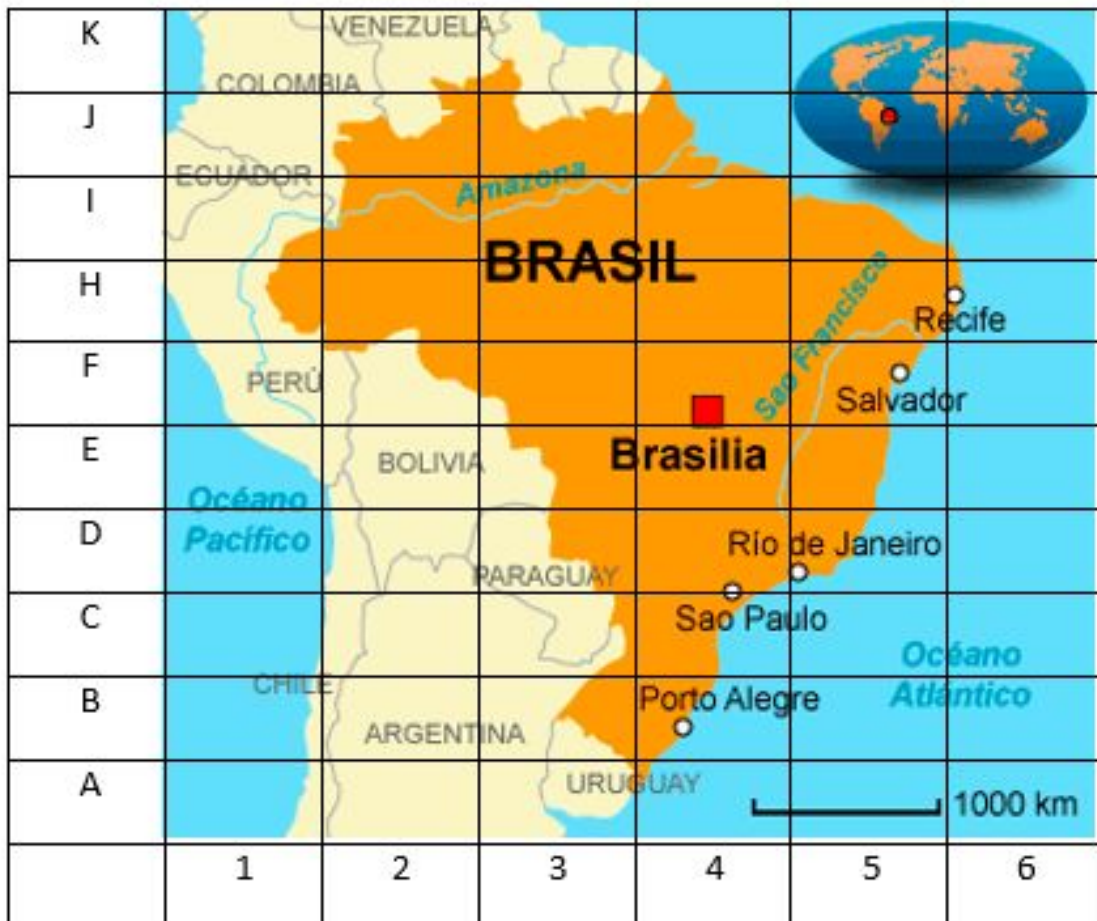 K
VENEZUELA
COLOMBIA
J
ECUADOR
I
Amazona
BRASIL
H
Recife
F
PERÚ
Sao Francisco
Salvador
E
BOLIVIA
Brasilia
Océano
Pacífico
D
Río de Janeiro
PARAGUAY
C
Sao Paulo
Océano
Atlántico
CHILE
B
Porto Alegre
ARGENTINA
A
URUGUAY
1000 km
1 2 3 4 5 6